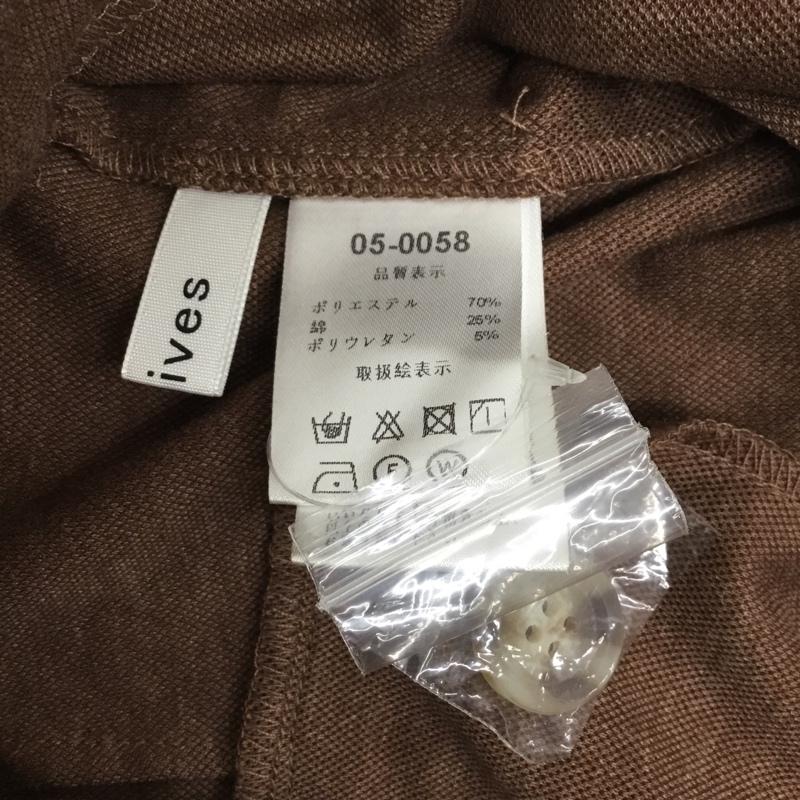 ives
05-0058
品質表示
ポリエステル 70%
綿 25%
ポリウレタン 5%
取扱絵表示
F
W